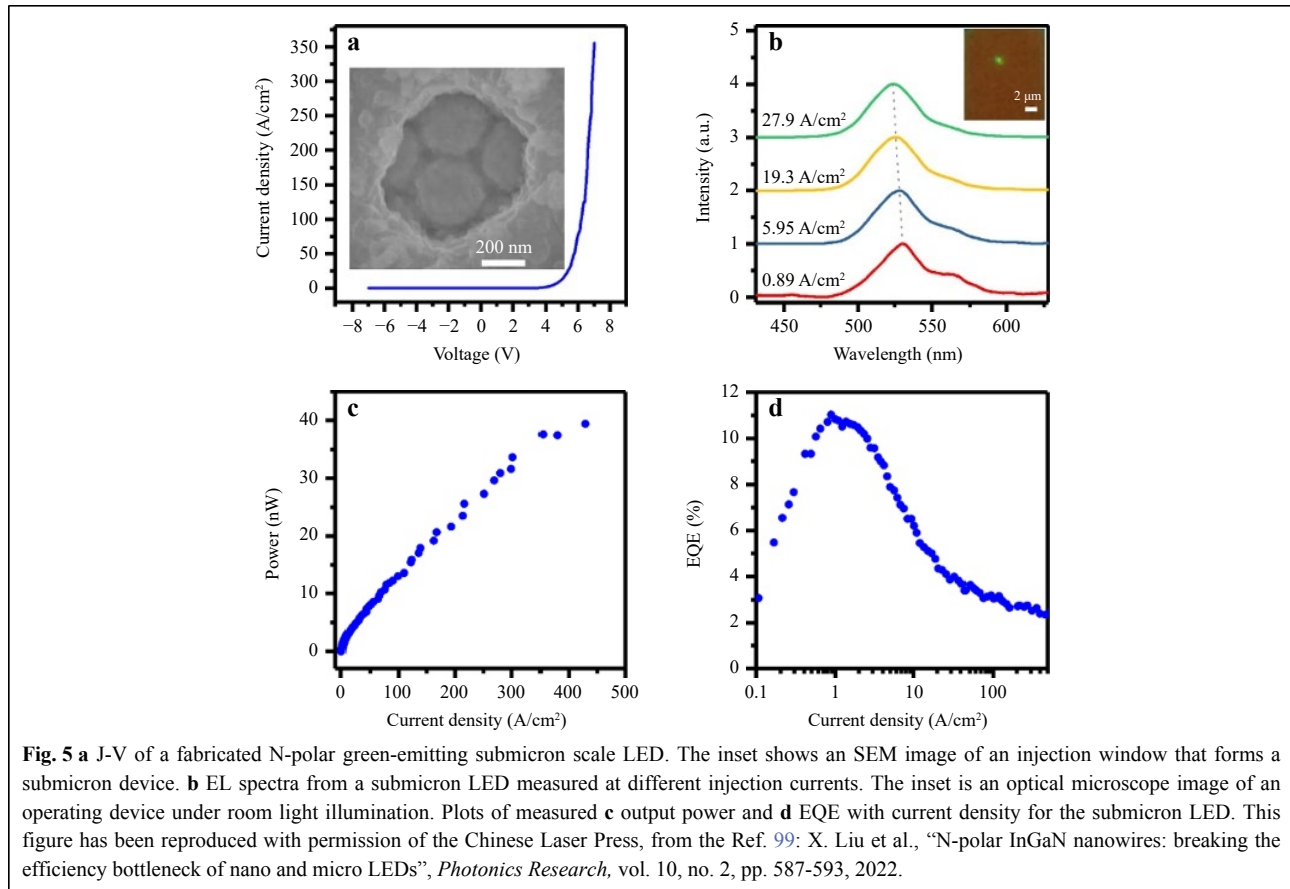 a
350
300
250
200
150
100
50
0
Current density (A/cm²)
200 nm
−8 −6 −4 −2 0 2 4 6 8
Voltage (V)
b
5
4
3
2
1
0
Intensity (a.u.)
2 μm
27.9 A/cm²
19.3 A/cm²
5.95 A/cm²
0.89 A/cm²
450 500 550 600
Wavelength (nm)
c
40
30
20
10
0
Power (nW)
0 100 200 300 400 500
Current density (A/cm²)
d
12
10
8
6
4
2
0
EQE (%)
0.1 1 10 100
Current density (A/cm²)
Fig. 5 a J-V of a fabricated N-polar green-emitting submicron scale LED. The inset shows an SEM image of an injection window that forms a
submicron device. b EL spectra from a submicron LED measured at different injection currents. The inset is an optical microscope image of an
operating device under room light illumination. Plots of measured c output power and d EQE with current density for the submicron LED. This
figure has been reproduced with permission of the Chinese Laser Press, from the Ref. 99: X. Liu et al., “N-polar InGaN nanowires: breaking the
efficiency bottleneck of nano and micro LEDs”, Photonics Research, vol. 10, no. 2, pp. 587-593, 2022.